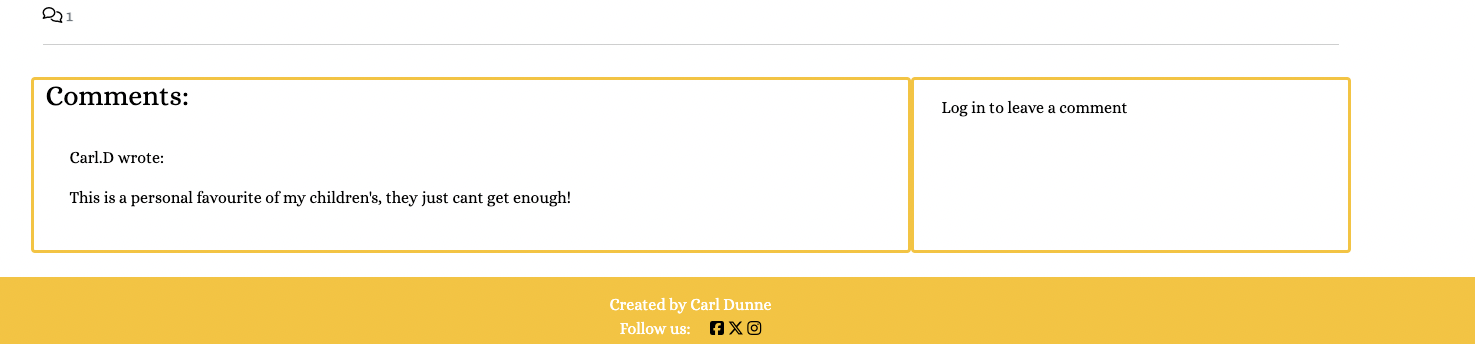 1
Comments:
Log in to leave a comment
Carl.D wrote:
This is a personal favourite of my children's, they just cant get enough!
Created by Carl Dunne
Follow us: